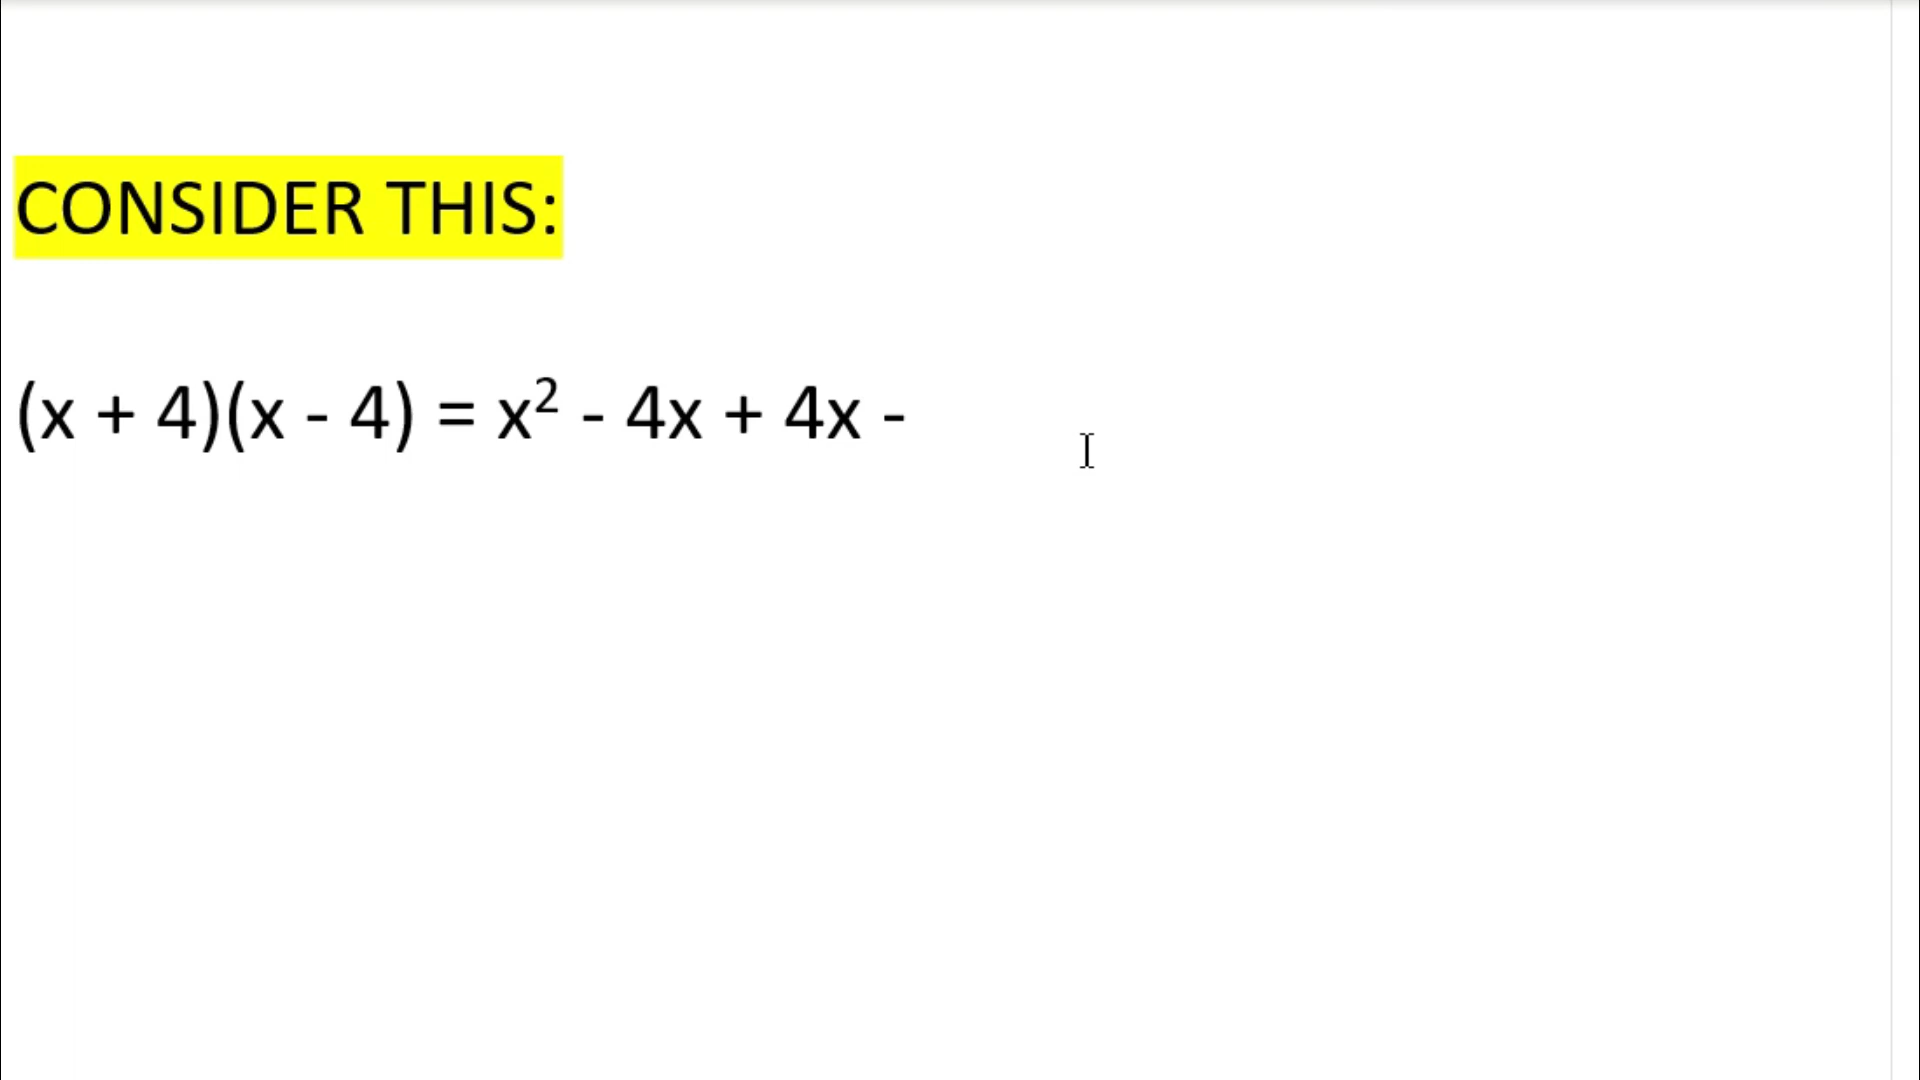 CONSIDER THIS:
(x + 4)(x - 4) = x² - 4x + 4x -